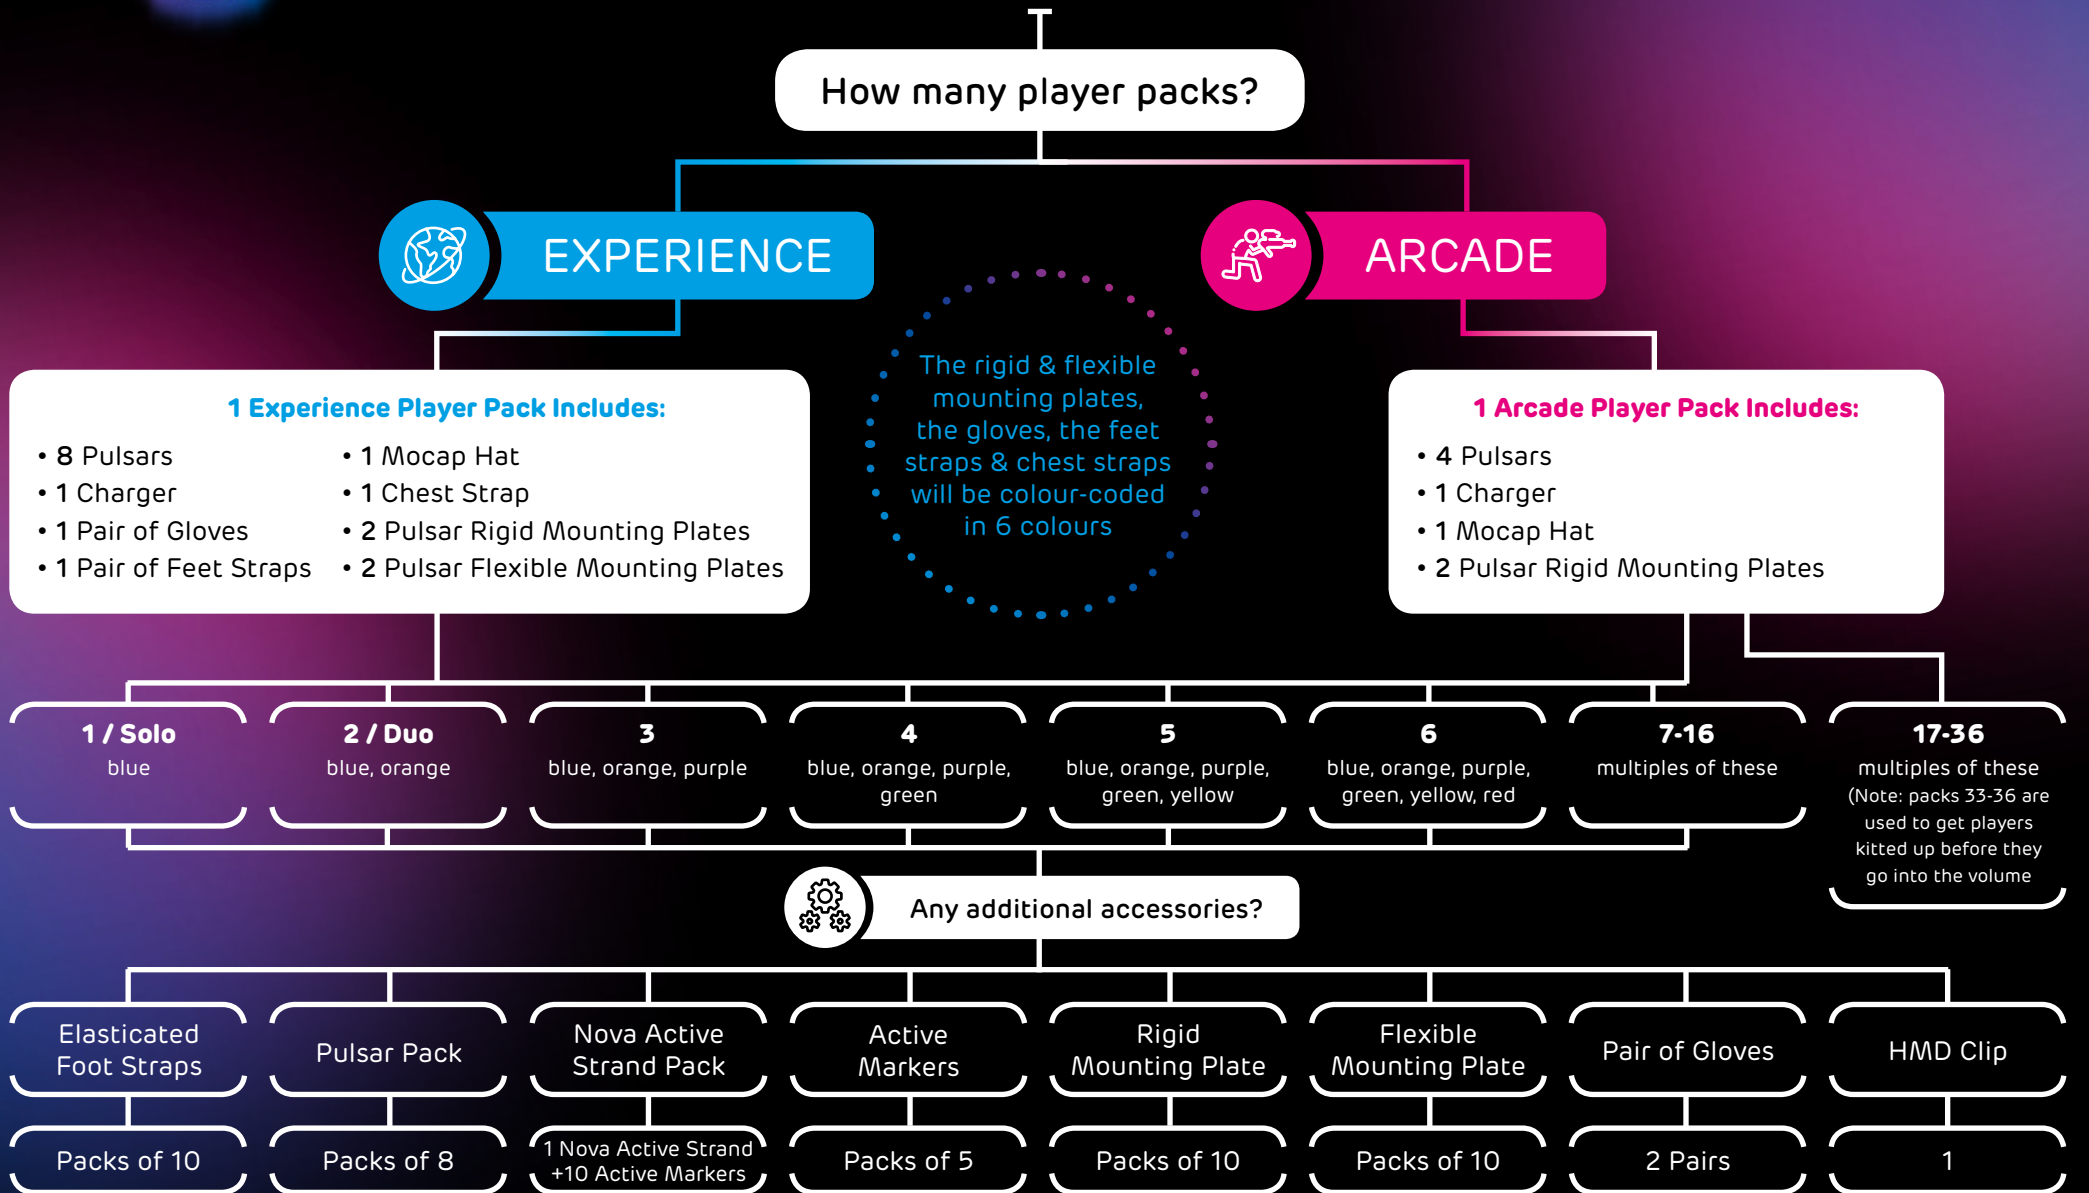 How many player packs?
EXPERIENCE
ARCADE
1 Experience Player Pack Includes:
• 8 Pulsars
• 1 Charger
• 1 Pair of Gloves
• 1 Pair of Feet Straps
• 1 Mocap Hat
• 1 Chest Strap
• 2 Pulsar Rigid Mounting Plates
• 2 Pulsar Flexible Mounting Plates
The rigid & flexible
mounting plates,
the gloves, the feet
straps & chest straps
will be colour-coded
in 6 colours
1 Arcade Player Pack Includes:
• 4 Pulsars
• 1 Charger
• 1 Mocap Hat
• 2 Pulsar Rigid Mounting Plates
1 / Solo
blue
2 / Duo
blue, orange
3
blue, orange, purple
4
blue, orange, purple,
green
5
blue, orange, purple,
green, yellow
6
blue, orange, purple,
green, yellow, red
7-16
multiples of these
17-36
multiples of these
(Note: packs 33-36 are
used to get players
kitted up before they
go into the volume
Any additional accessories?
Elasticated
Foot Straps
Pulsar Pack
Nova Active
Strand Pack
Active
Markers
Rigid
Mounting Plate
Flexible
Mounting Plate
Pair of Gloves
HMD Clip
Packs of 10
Packs of 8
1 Nova Active Strand
+10 Active Markers
Packs of 5
Packs of 10
Packs of 10
2 Pairs
1